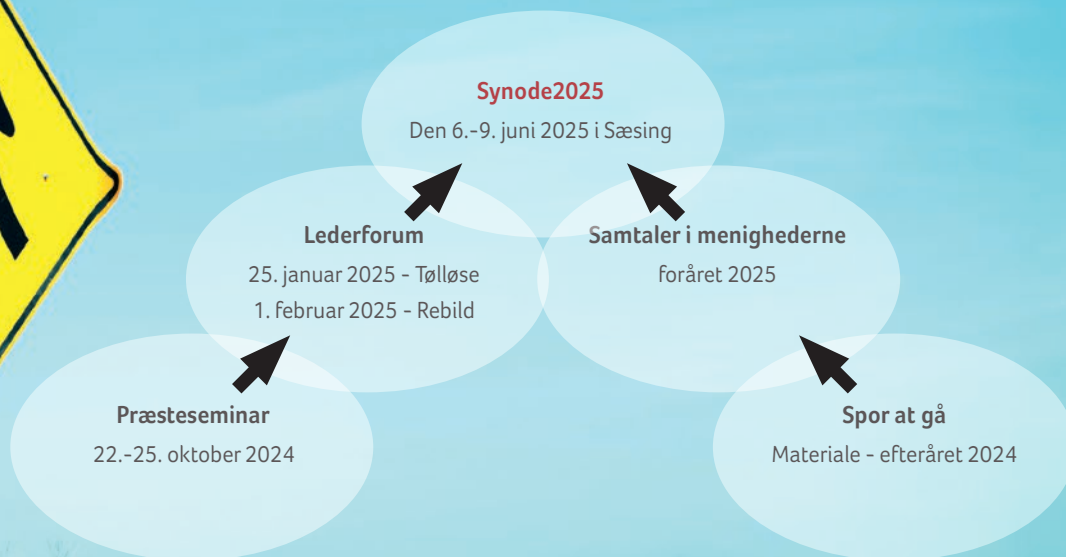 Synode2025
Den 6.-9. juni 2025 i Sæsing
Lederforum
25. januar 2025 - Tølløse
1. februar 2025 - Rebild
Samtaler i menighederne
foråret 2025
Præsteseminar
22.-25. oktober 2024
Spor at gå
Materiale - efteråret 2024